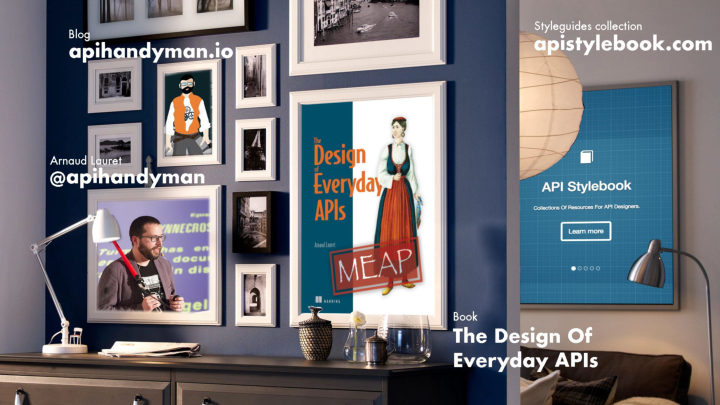 Blog
apihandyman.io
Styleguides collection
apistylebook.com
Arnaud Lauret
@apihandyman
The
Design
of
Everyday
APIs
Arnaud Lauret
MEAP
MANNING
API Stylebook
Collections Of Resources For API Designers.
Learn more
Book
The Design Of
Everyday APIs